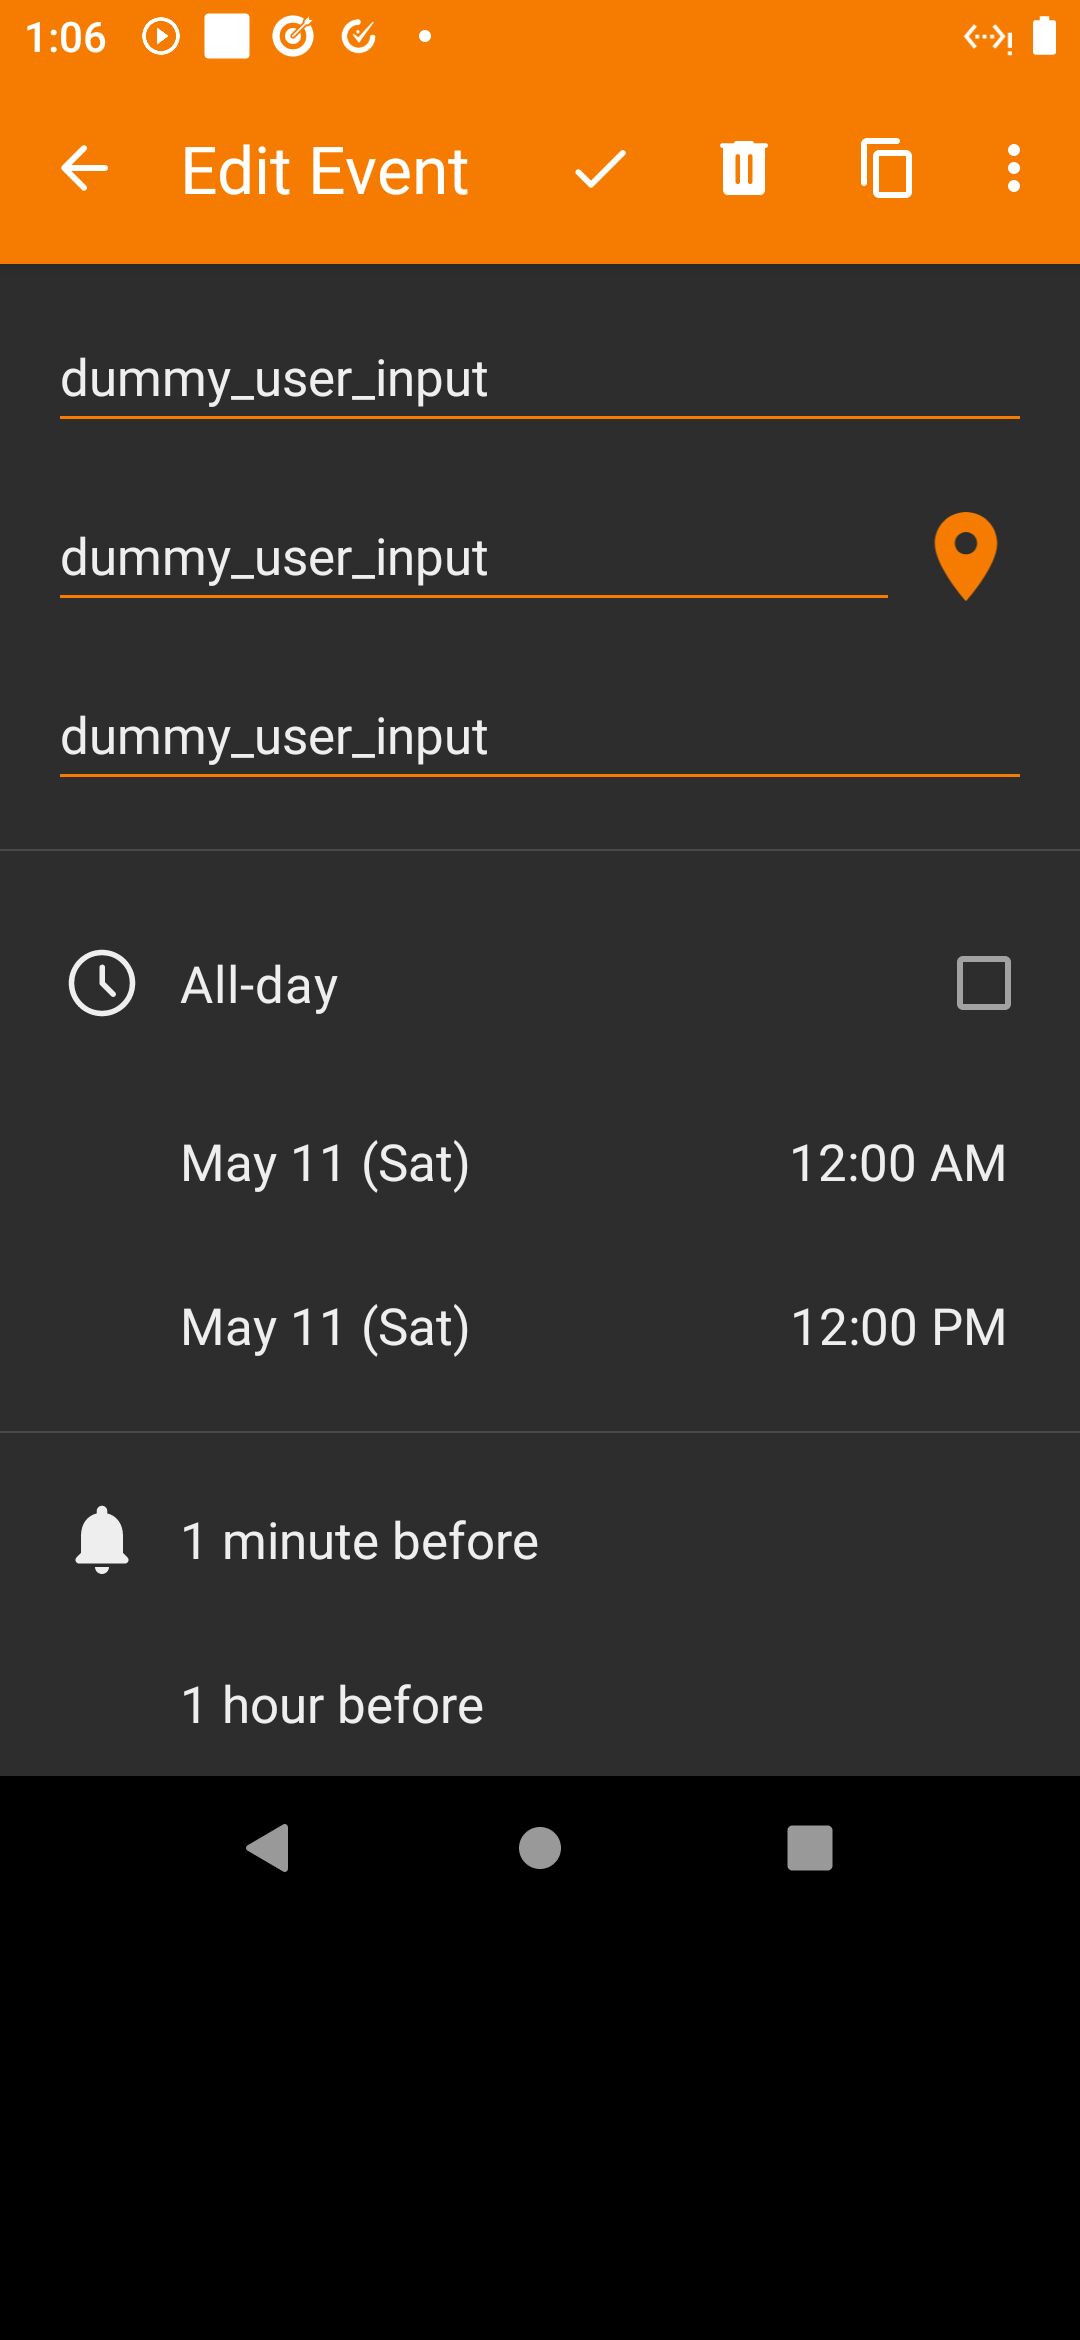 1:06
Edit Event
dummy_user_input
dummy_user_input
dummy_user_input
All-day
May 11 (Sat) 12:00 AM
May 11 (Sat) 12:00 PM
1 minute before
1 hour before